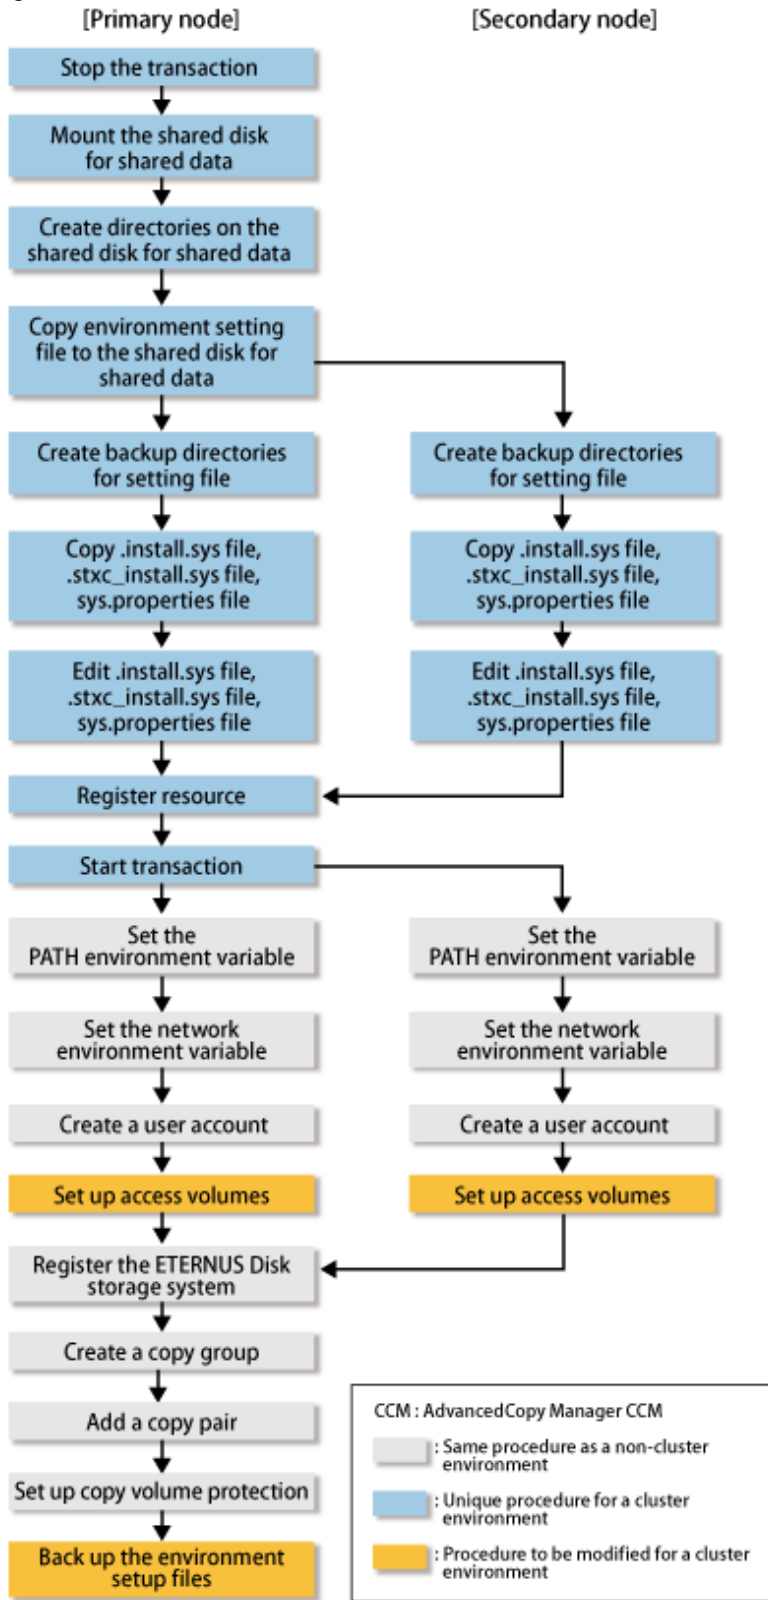 [Primary node]
[Secondary node]
Stop the transaction
Mount the shared disk
for shared data
Create directories on the
shared disk for shared data
Copy environment setting
file to the shared disk for
shared data
Create backup directories
for setting file
Create backup directories
for setting file
Copy .install.sys file,
.stxc_install.sys file,
sys.properties file
Copy .install.sys file,
.stxc_install.sys file,
sys.properties file
Edit .install.sys file,
.stxc_install.sys file,
sys.properties file
Edit .install.sys file,
.stxc_install.sys file,
sys.properties file
Register resource
Start transaction
Set the
PATH environment variable
Set the
PATH environment variable
Set the network
environment variable
Set the network
environment variable
Create a user account
Create a user account
Set up access volumes
Set up access volumes
Register the ETERNUS Disk
storage system
Create a copy group
Add a copy pair
Set up copy volume protection
Back up the environment
setup files
CCM : AdvancedCopy Manager CCM
: Same procedure as a non-cluster
environment
: Unique procedure for a cluster
environment
: Procedure to be modified for a cluster
environment